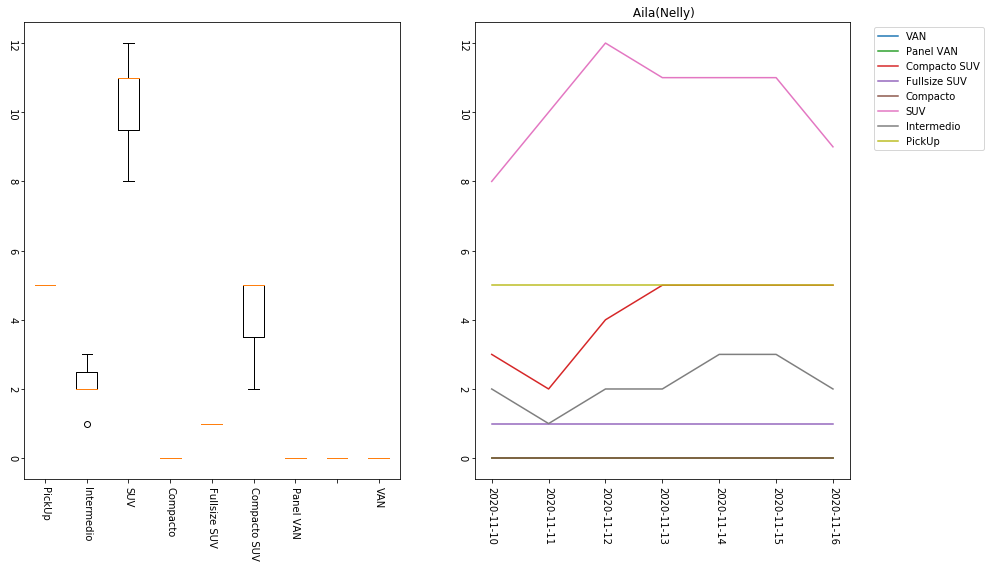 Aila(Nelly)
12
10
8
6
4
2
0
PickUp
Intermedio
SUV
Compacto
Fullsize SUV
Compacto SUV
Panel VAN
VAN
12
10
8
6
4
2
0
2020-11-10
2020-11-11
2020-11-12
2020-11-13
2020-11-14
2020-11-15
2020-11-16
VAN
Panel VAN
Compacto SUV
Fullsize SUV
Compacto
SUV
Intermedio
PickUp